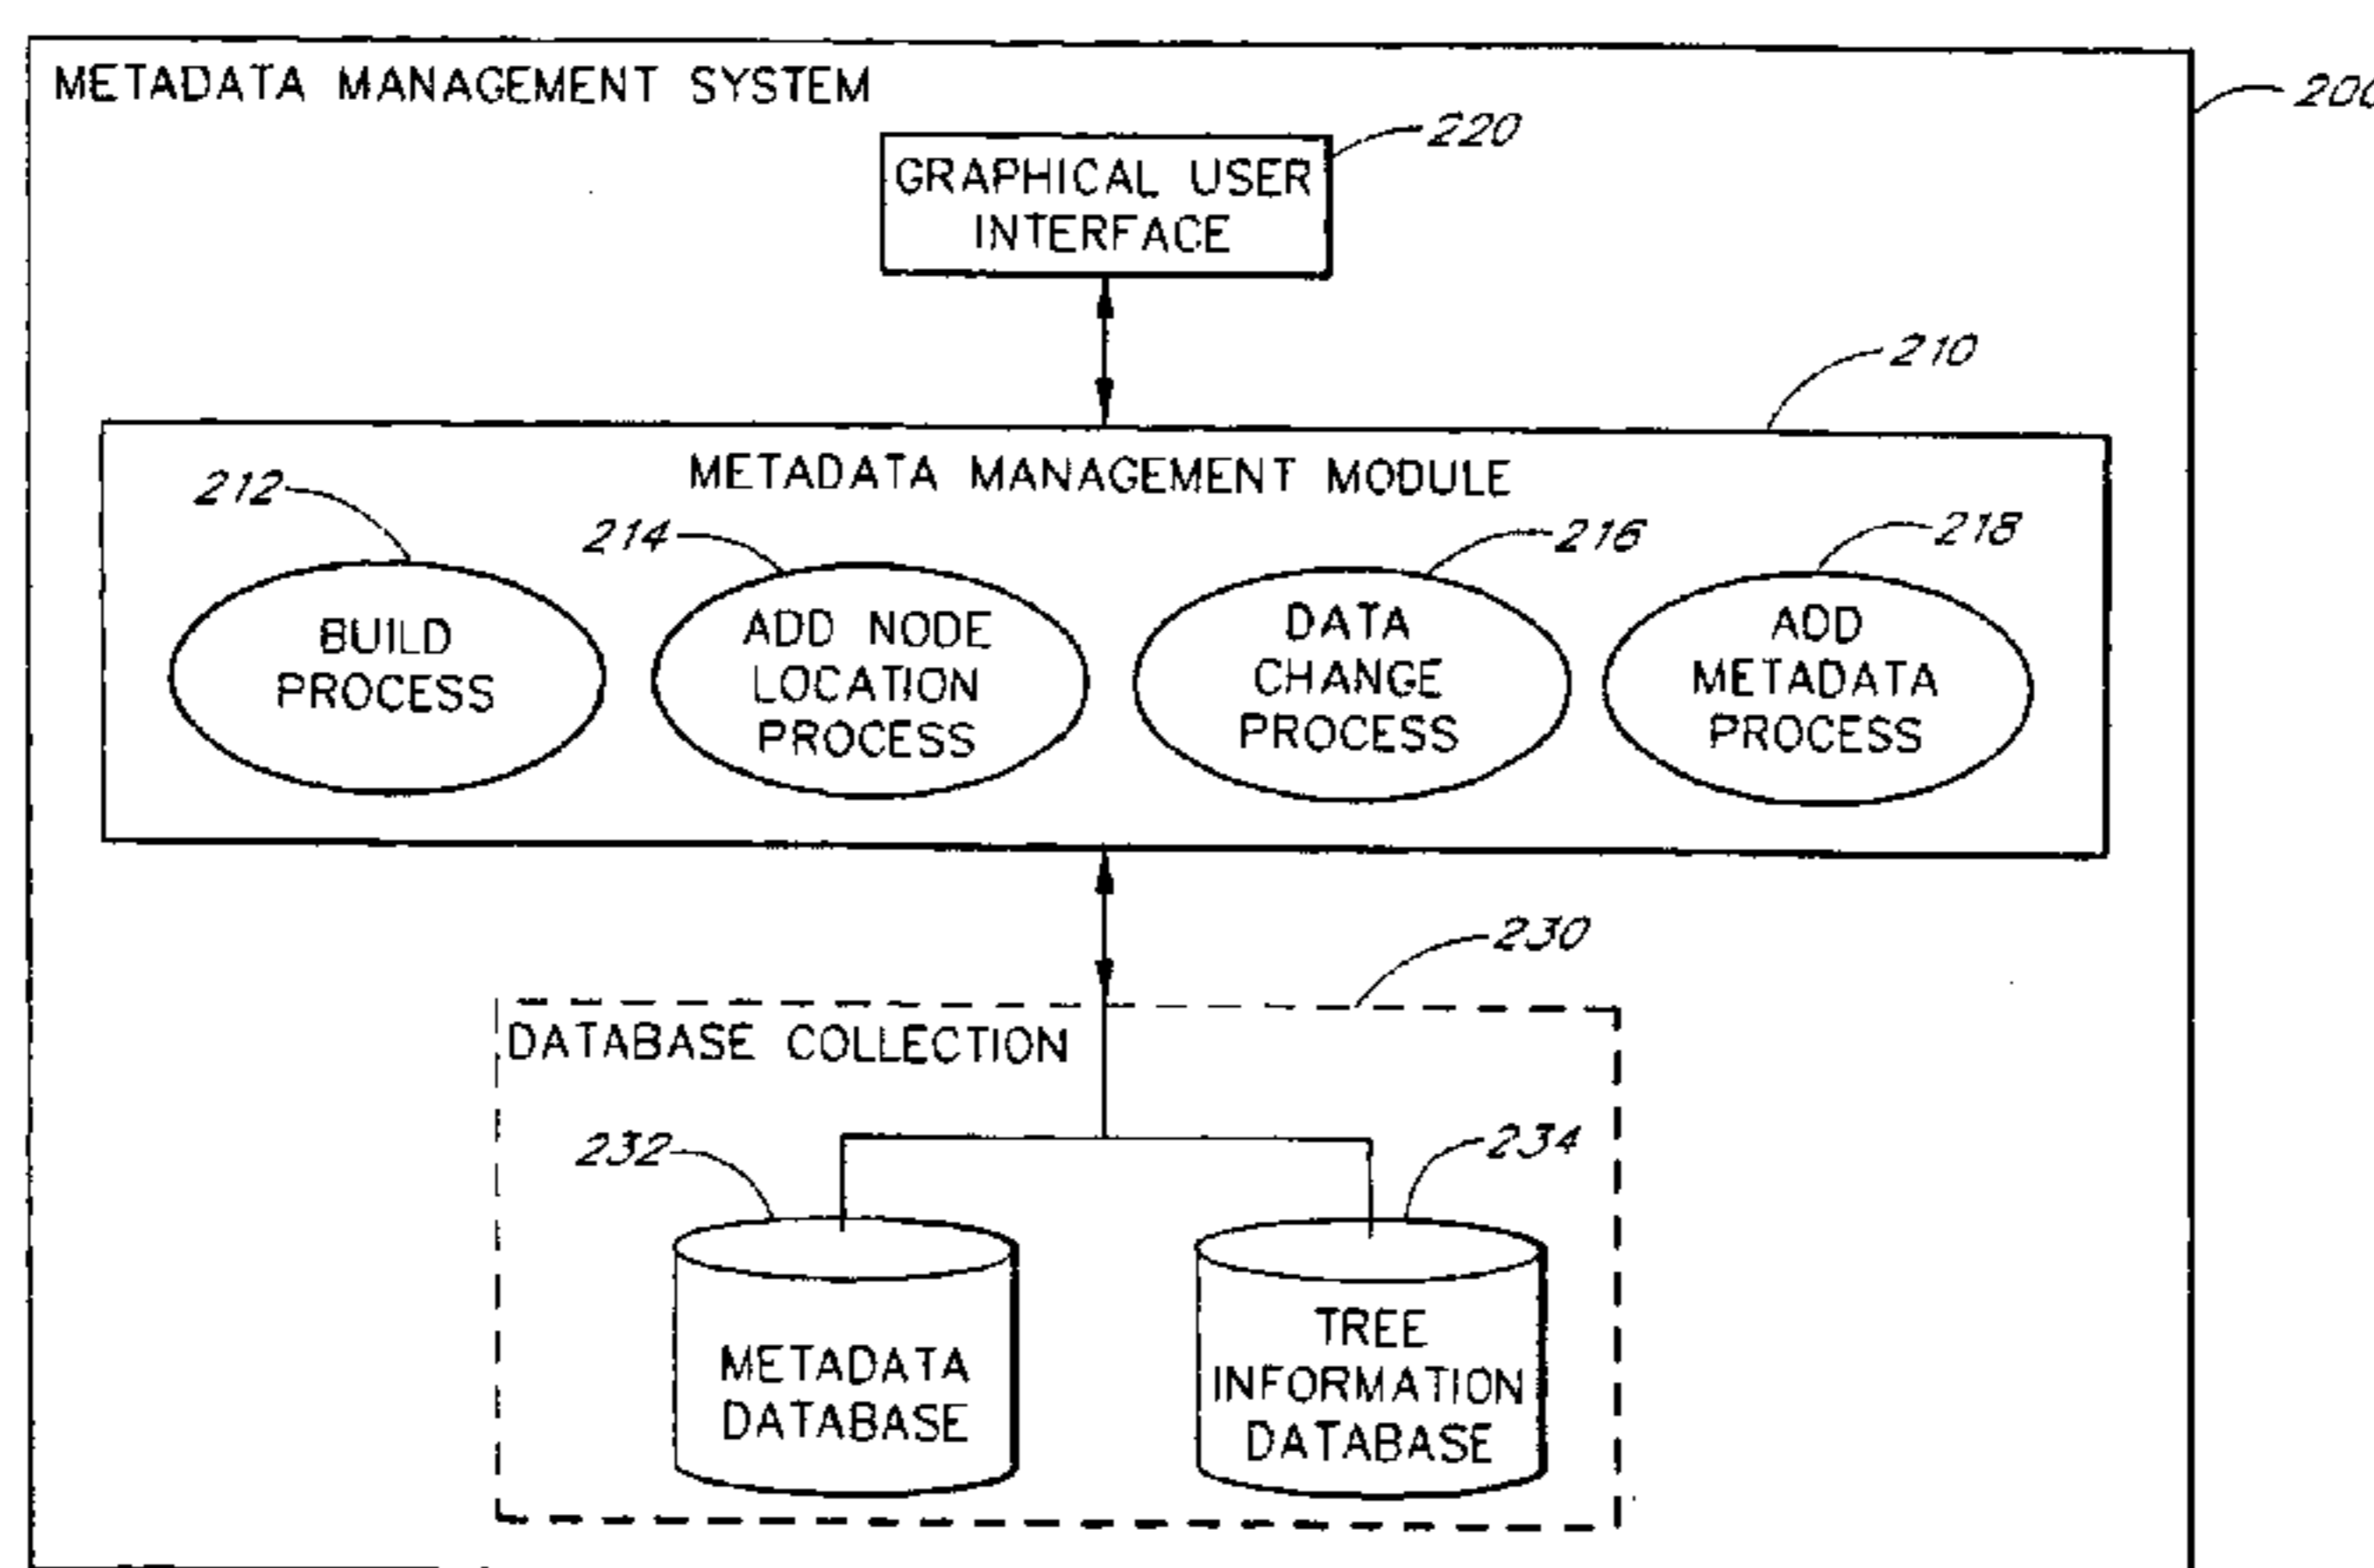 METADATA MANAGEMENT SYSTEM
200
220
GRAPHICAL USER
INTERFACE
210
METADATA MANAGEMENT MODULE
212
214
216
218
BUILD
PROCESS
ADD NODE
LOCATION
PROCESS
DATA
CHANGE
PROCESS
ADD
METADATA
PROCESS
230
DATABASE COLLECTION
232
234
METADATA
DATABASE
TREE
INFORMATION
DATABASE